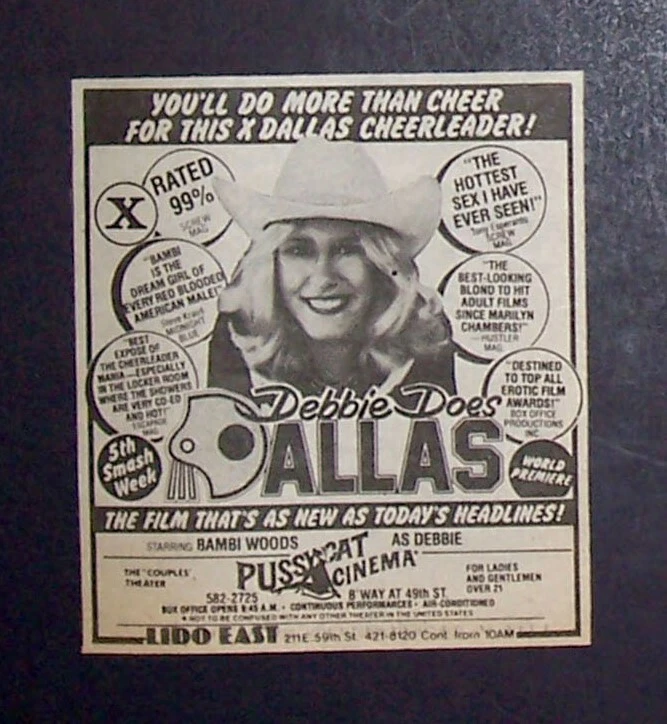 YOU'LL DO MORE THAN CHEER
FOR THIS X DALLAS CHEERLEADER!
X
RATED
99%
SCREW
MAG
"THE
HOTTEST
SEX I HAVE
EVER SEEN!"
Tony Esperanto
SCREW
MAG.
"BAMBI
IS THE
DREAM GIRL OF
EVERY RED BLOODED
AMERICAN MALE!"
Steve Kraus
MIDNIGHT
BLUE
"THE
BEST-LOOKING
BLOND TO HIT
ADULT FILMS
SINCE MARILYN
CHAMBERS!"
—HUSTLER
MAG.
"BEST
EXPOSE OF
THE CHEERLEADER
MANIA—ESPECIALLY
IN THE LOCKER ROOM
WHERE THE SHOWERS
ARE VERY CO-ED
AND HOT!"
ESCAPADE
MAG
"DESTINED
TO TOP ALL
EROTIC FILM
AWARDS!"
BOX OFFICE
PRODUCTIONS
INC
Debbie Does
DALLAS
5th
Smash
Week
WORLD
PREMIERE
THE FILM THAT'S AS NEW AS TODAY'S HEADLINES!
STARRING BAMBI WOODS AS DEBBIE
THE "COUPLES"
THEATER
PUSSYCAT
CINEMA*
FOR LADIES
AND GENTLEMEN
OVER 21
582-2725 B'WAY AT 49th ST.
BOX OFFICE OPENS 9:45 A.M. • CONTINUOUS PERFORMANCES • AIR-CONDITIONED
* NOT TO BE CONFUSED WITH ANY OTHER THEATER IN THE UNITED STATES
LIDO EAST 211 E. 59th St. 421-8120 Cont. from 10AM